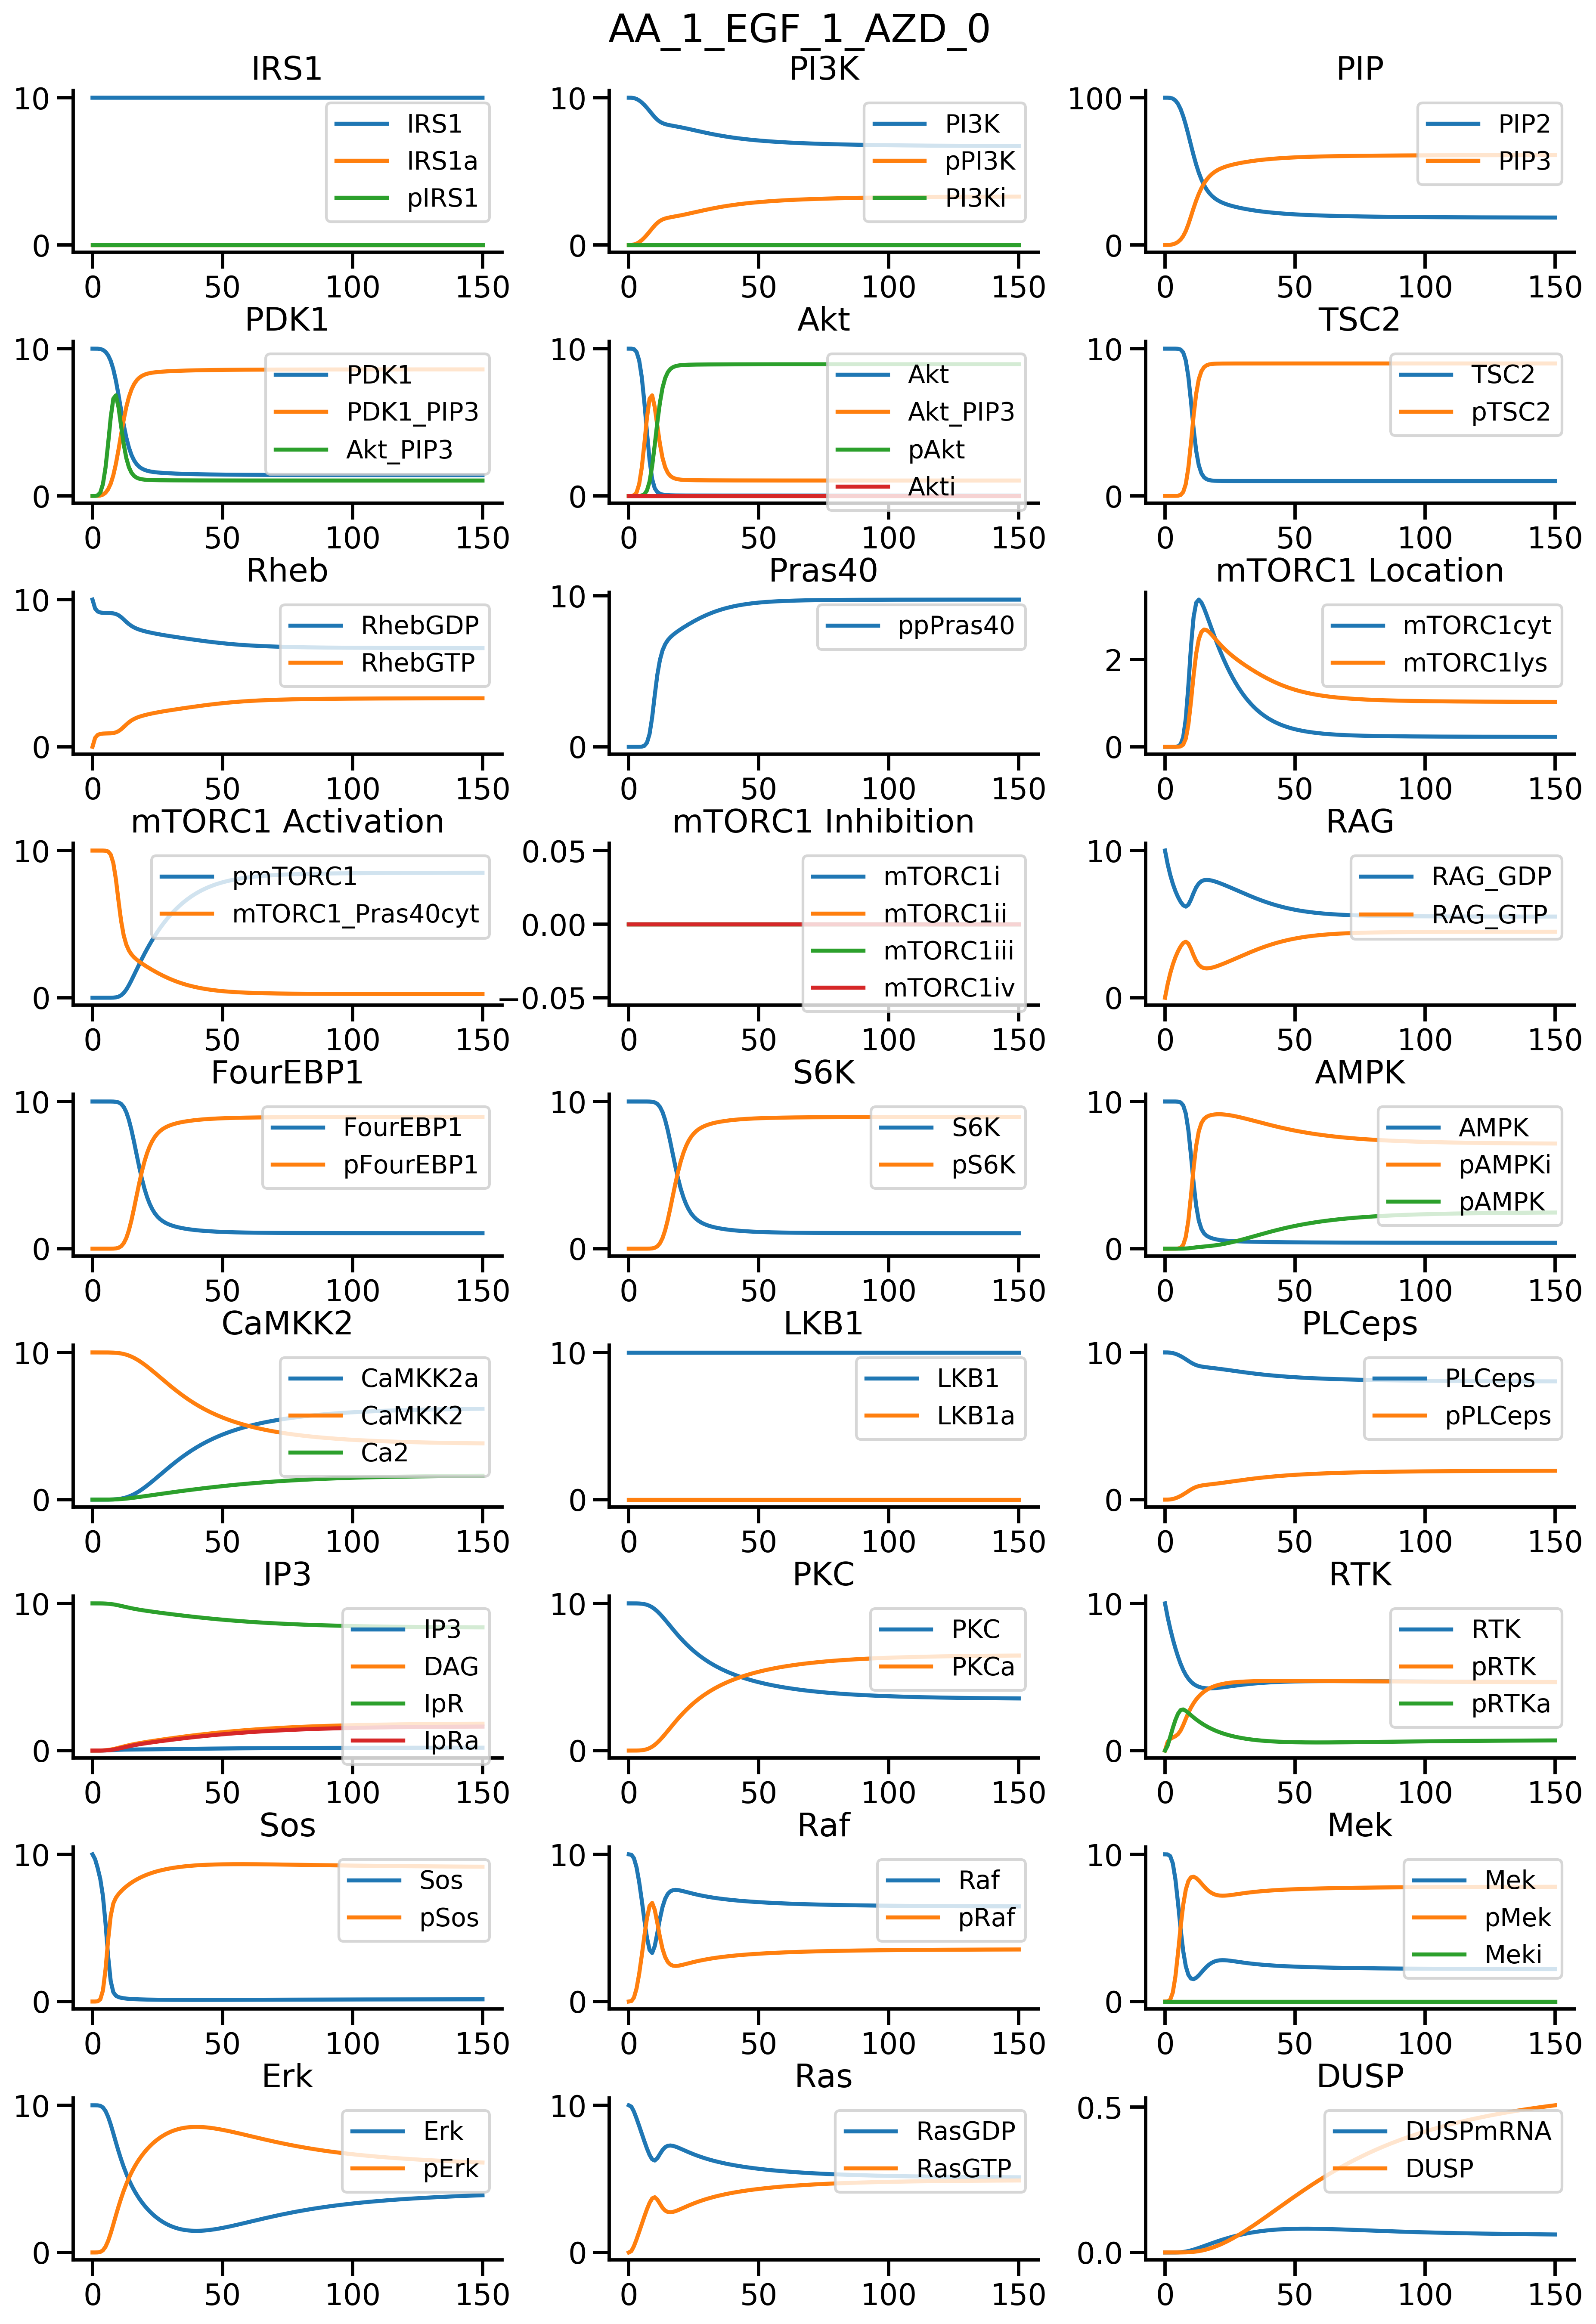 AA_1_EGF_1_AZD_0
IRS1
10
0
0 50 100 150
IRS1
IRS1a
pIRS1
PI3K
10
0
0 50 100 150
PI3K
pPI3K
PI3Ki
PIP
100
0
0 50 100 150
PIP2
PIP3
PDK1
10
0
0 50 100 150
PDK1
PDK1_PIP3
Akt_PIP3
Akt
10
0
0 50 100 150
Akt
Akt_PIP3
pAkt
Akti
TSC2
10
0
0 50 100 150
TSC2
pTSC2
Rheb
10
0
0 50 100 150
RhebGDP
RhebGTP
Pras40
10
0
0 50 100 150
ppPras40
mTORC1 Location
2
0
0 50 100 150
mTORC1cyt
mTORC1lys
mTORC1 Activation
10
0
0 50 100 150
pmTORC1
mTORC1_Pras40cyt
mTORC1 Inhibition
0.05
0.00
−0.05
0 50 100 150
mTORC1i
mTORC1ii
mTORC1iii
mTORC1iv
RAG
10
0
0 50 100 150
RAG_GDP
RAG_GTP
FourEBP1
10
0
0 50 100 150
FourEBP1
pFourEBP1
S6K
10
0
0 50 100 150
S6K
pS6K
AMPK
10
0
0 50 100 150
AMPK
pAMPKi
pAMPK
CaMKK2
10
0
0 50 100 150
CaMKK2a
CaMKK2
Ca2
LKB1
10
0
0 50 100 150
LKB1
LKB1a
PLCeps
10
0
0 50 100 150
PLCeps
pPLCeps
IP3
10
0
0 50 100 150
IP3
DAG
IpR
IpRa
PKC
10
0
0 50 100 150
PKC
PKCa
RTK
10
0
0 50 100 150
RTK
pRTK
pRTKa
Sos
10
0
0 50 100 150
Sos
pSos
Raf
10
0
0 50 100 150
Raf
pRaf
Mek
10
0
0 50 100 150
Mek
pMek
Meki
Erk
10
0
0 50 100 150
Erk
pErk
Ras
10
0
0 50 100 150
RasGDP
RasGTP
DUSP
0.5
0.0
0 50 100 150
DUSPmRNA
DUSP